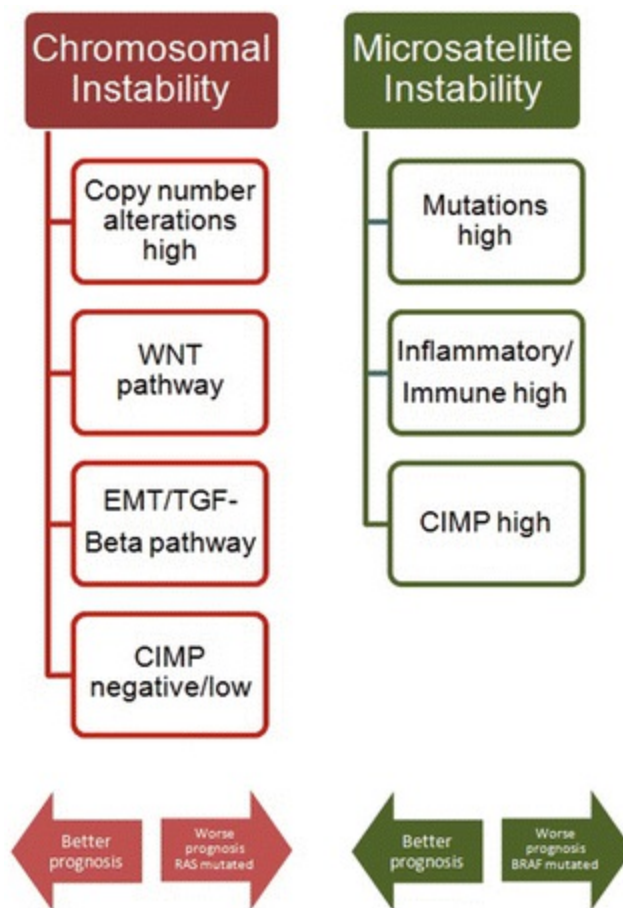 Chromosomal
Instability
Copy number
alterations
high
WNT
pathway
EMT/TGF-
Beta pathway
CIMP
negative/low
Microsatellite
Instability
Mutations
high
Inflammatory/
Immune high
CIMP high
Better
prognosis
Worse
prognosis
RAS mutated
Better
prognosis
Worse
prognosis
BRAF mutated